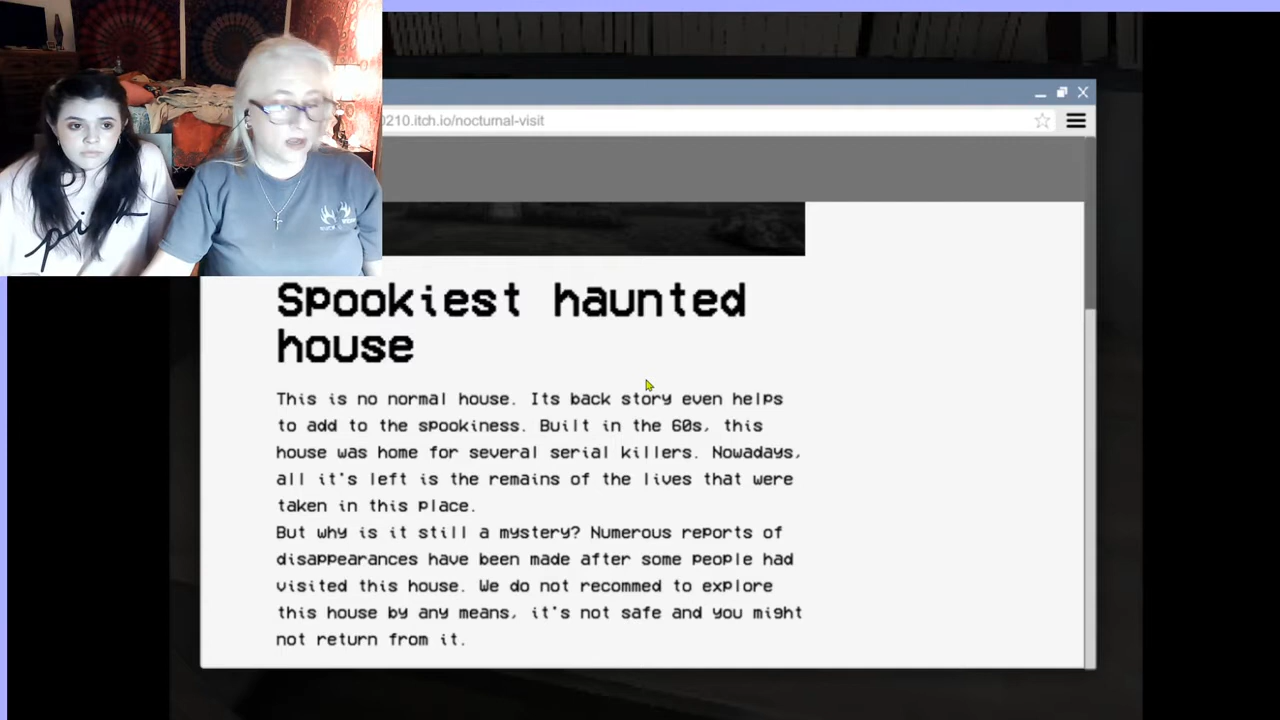 0210.itch.io/nocturnal-visit
Spookiest haunted
house
This is no normal house. Its back story even helps
to add to the spookiness. Built in the 60s, this
house was home for several serial killers. Nowadays,
all it's left is the remains of the lives that were
taken in this place.
But why is it still a mystery? Numerous reports of
disappearances have been made after some people had
visited this house. We do not recommed to explore
this house by any means, it's not safe and you might
not return from it.